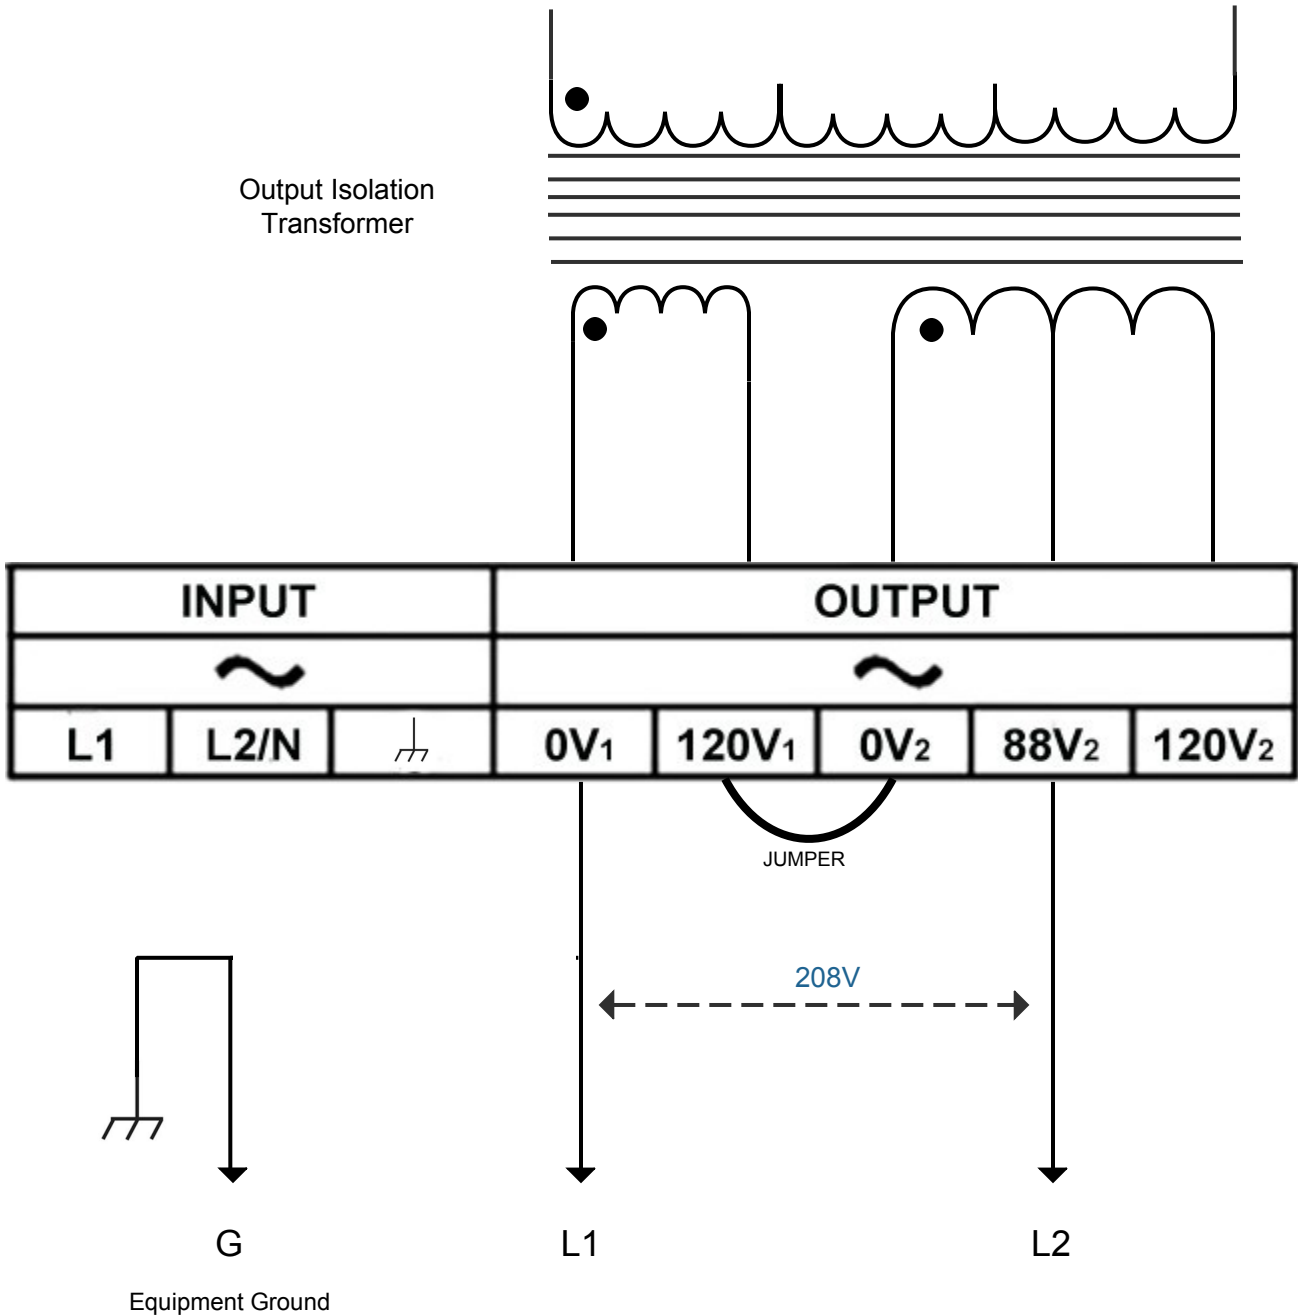 Output Isolation
Transformer
INPUT OUTPUT
L1 L2/N 0V1 120V1 0V2 88V2 120V2
JUMPER
208V
G L1 L2
Equipment Ground